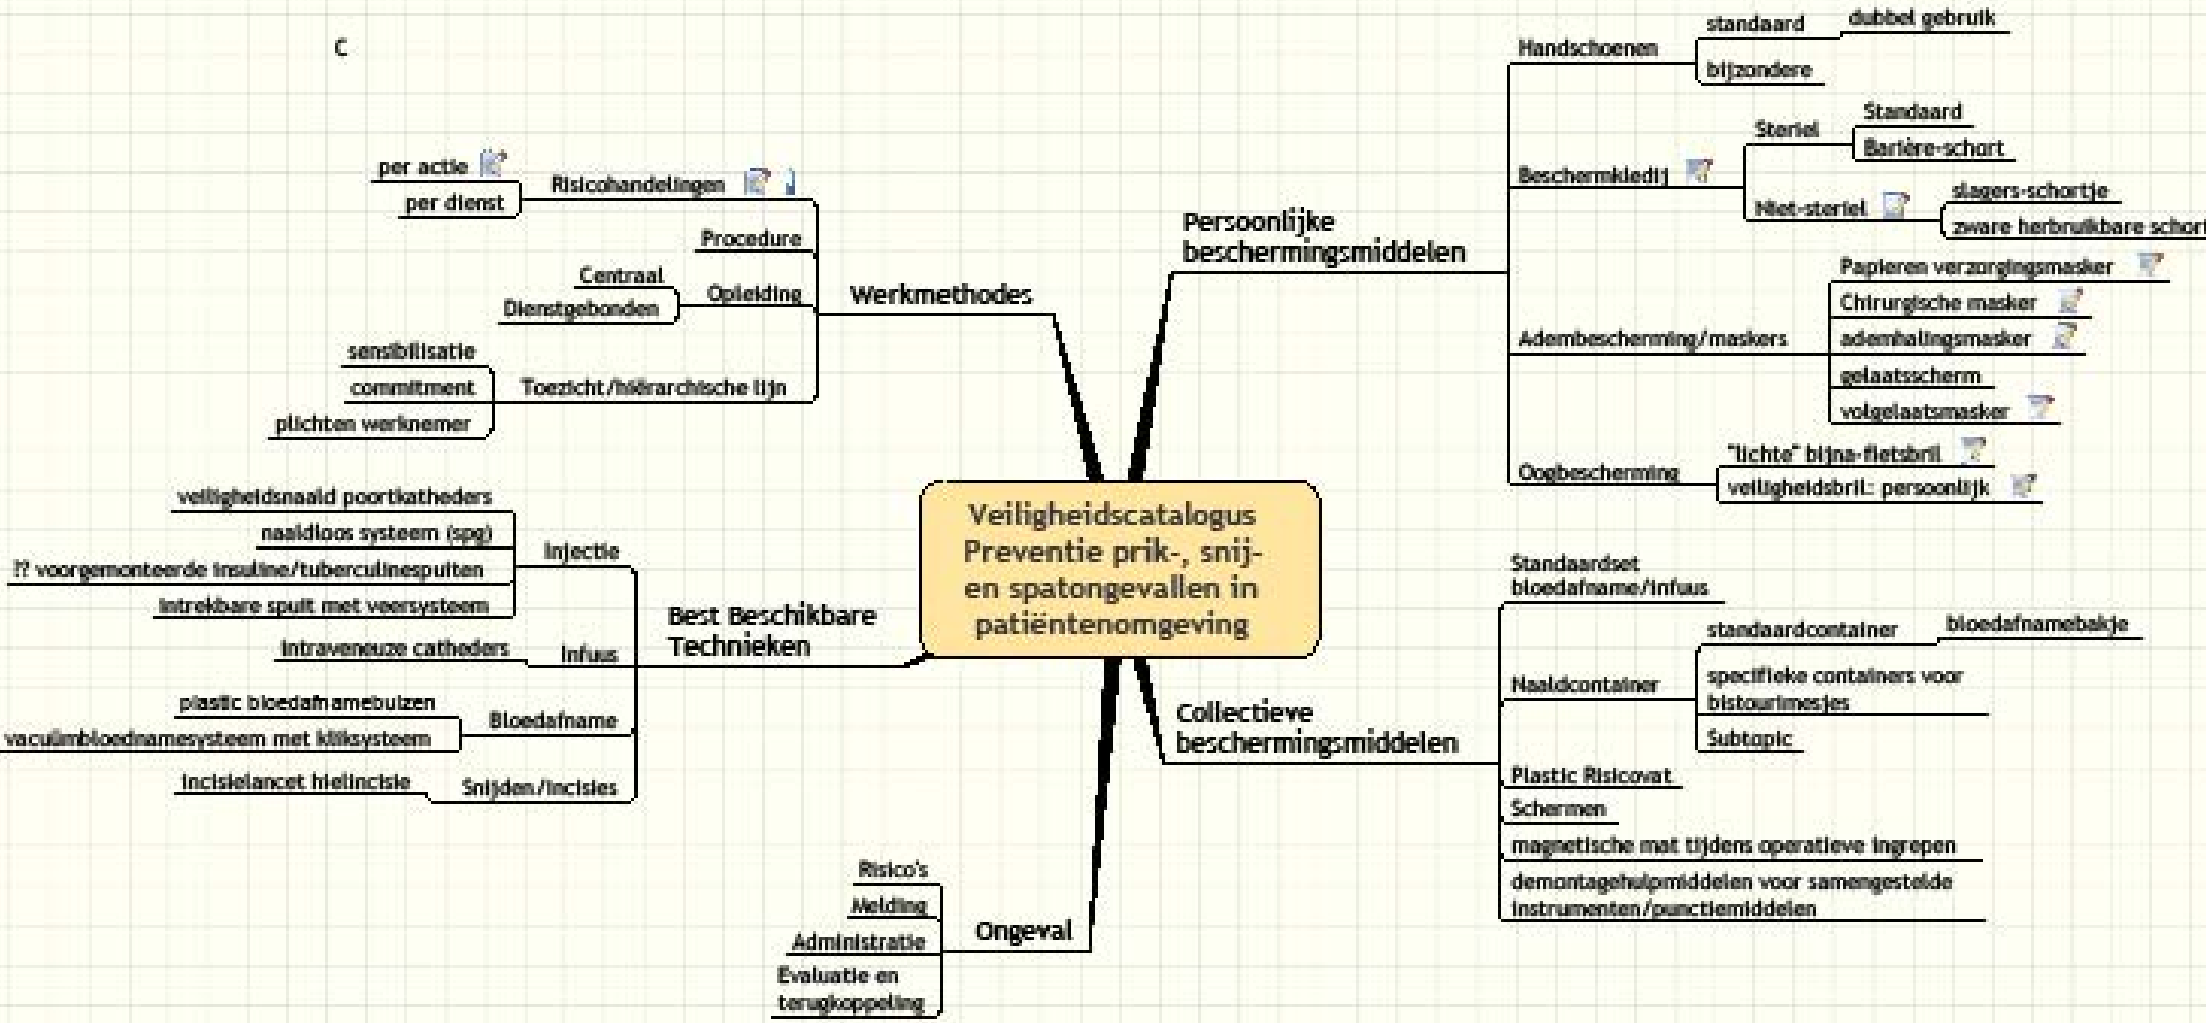 C
Veiligheidscatalogus
Preventie prik-, snij-
en spatongevallen in
patiëntenomgeving
Persoonlijke
beschermingsmiddelen
Handschoenen
standaard
dubbel gebruik
bijzondere
Beschermkledij
Steriel
Standaard
Barière-schort
Niet-steriel
slagers-schortje
zware herbruikbare schort
Adembescherming/maskers
Papieren verzorgingsmasker
Chirurgische masker
ademhalingsmasker
gelaatsscherm
volgelaatsmasker
Oogbescherming
"lichte" bijna-fietsbril
veiligheidsbril: persoonlijk
Collectieve
beschermingsmiddelen
Standaardset
bloedafname/infuus
Naaldcontainer
standaardcontainer
bloedafnamebakje
specifieke containers voor
bistourimesjes
Subtopic
Plastic Risicovat
Schermen
magnetische mat tijdens operatieve ingrepen
demontagehulpmiddelen voor samengestelde
instrumenten/punctiemiddelen
Ongeval
Risico's
Melding
Administratie
Evaluatie en
terugkoppeling
Best Beschikbare
Technieken
Injectie
veiligheidsnaald poortkatheders
naaldloos systeem (spg)
?? voorgemonteerde insuline/tuberculinespuiten
intrekbare spuit met veersysteem
Infuus
intraveneuze catheders
Bloedafname
plastic bloedafnamebuizen
vacuümbloednamesysteem met kliksysteem
Snijden/incisies
incisielancet hielincisie
Werkmethodes
Risicohandelingen
per actie
per dienst
Procedure
Opleiding
Centraal
Dienstgebonden
Toezicht/hiërarchische lijn
sensibilisatie
commitment
plichten werknemer